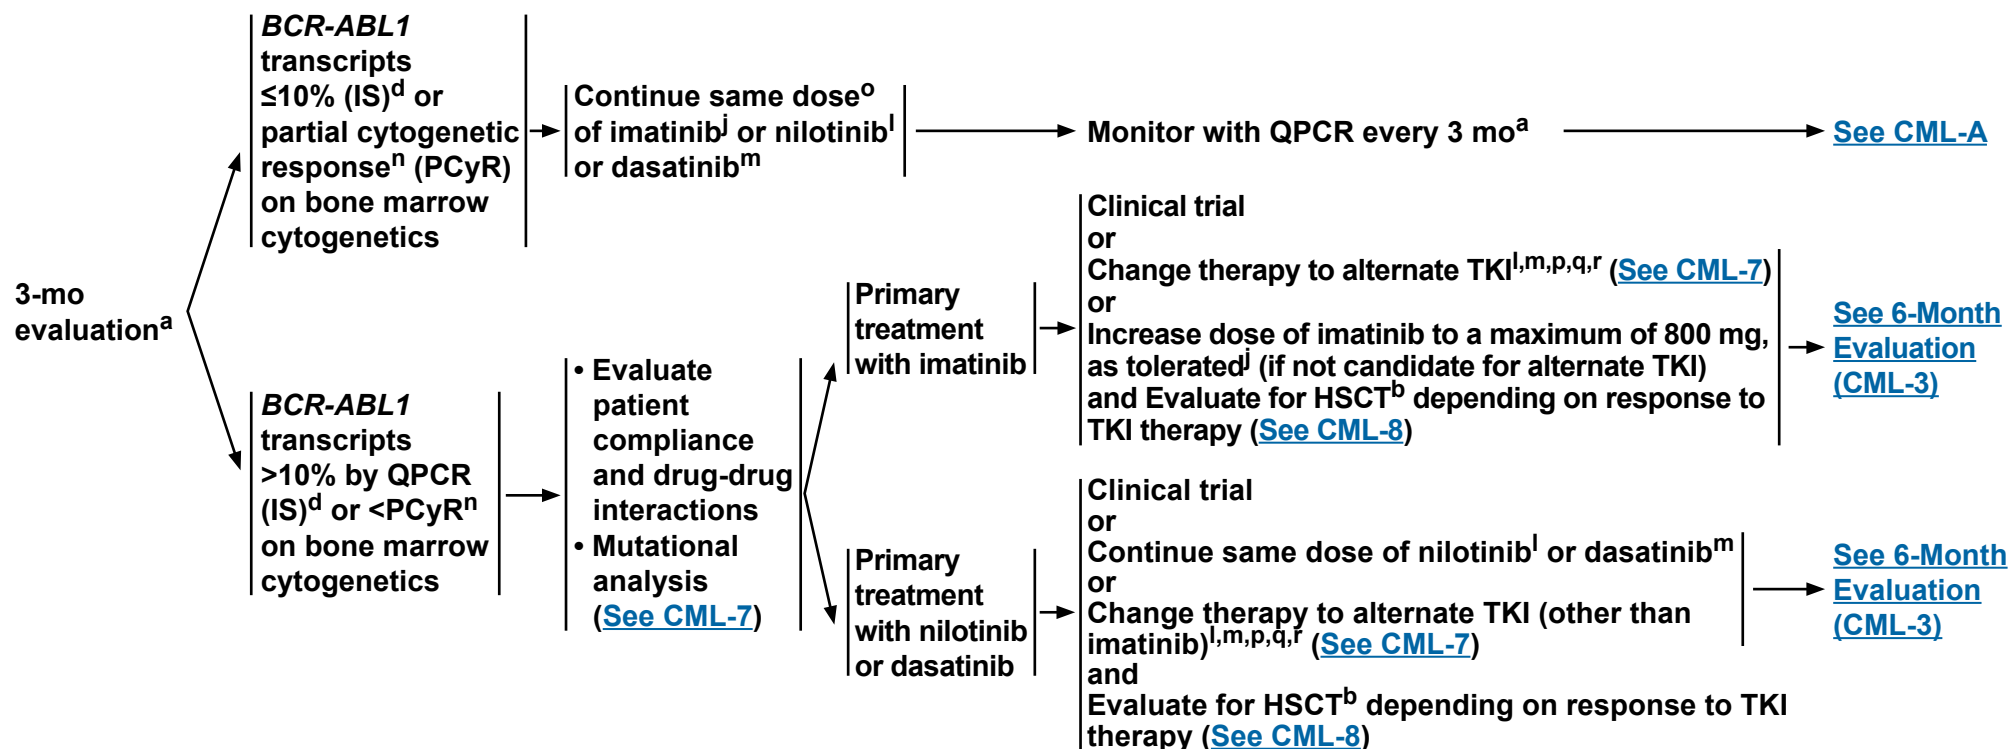 3-mo
evaluationa
BCR-ABL1
transcripts
≤10% (IS)d or
partial cytogenetic
responsen (PCyR)
on bone marrow
cytogenetics
Continue same doseo
of imatinibj or nilotinibl
or dasatinibm
Monitor with QPCR every 3 moa
See CML-A
BCR-ABL1
transcripts
>10% by QPCR
(IS)d or <PCyRn
on bone marrow
cytogenetics
• Evaluate
patient
compliance
and drug-drug
interactions
• Mutational
analysis
(See CML-7)
Primary
treatment
with imatinib
Clinical trial
or
Change therapy to alternate TKIl,m,p,q,r (See CML-7)
or
Increase dose of imatinib to a maximum of 800 mg,
as toleratedj (if not candidate for alternate TKI)
and Evaluate for HSCTb depending on response to
TKI therapy (See CML-8)
See 6-Month
Evaluation
(CML-3)
Primary
treatment
with nilotinib
or dasatinib
Clinical trial
or
Continue same dose of nilotinibl or dasatinibm
or
Change therapy to alternate TKI (other than
imatinib)l,m,p,q,r (See CML-7)
and
Evaluate for HSCTb depending on response to TKI
therapy (See CML-8)
See 6-Month
Evaluation
(CML-3)